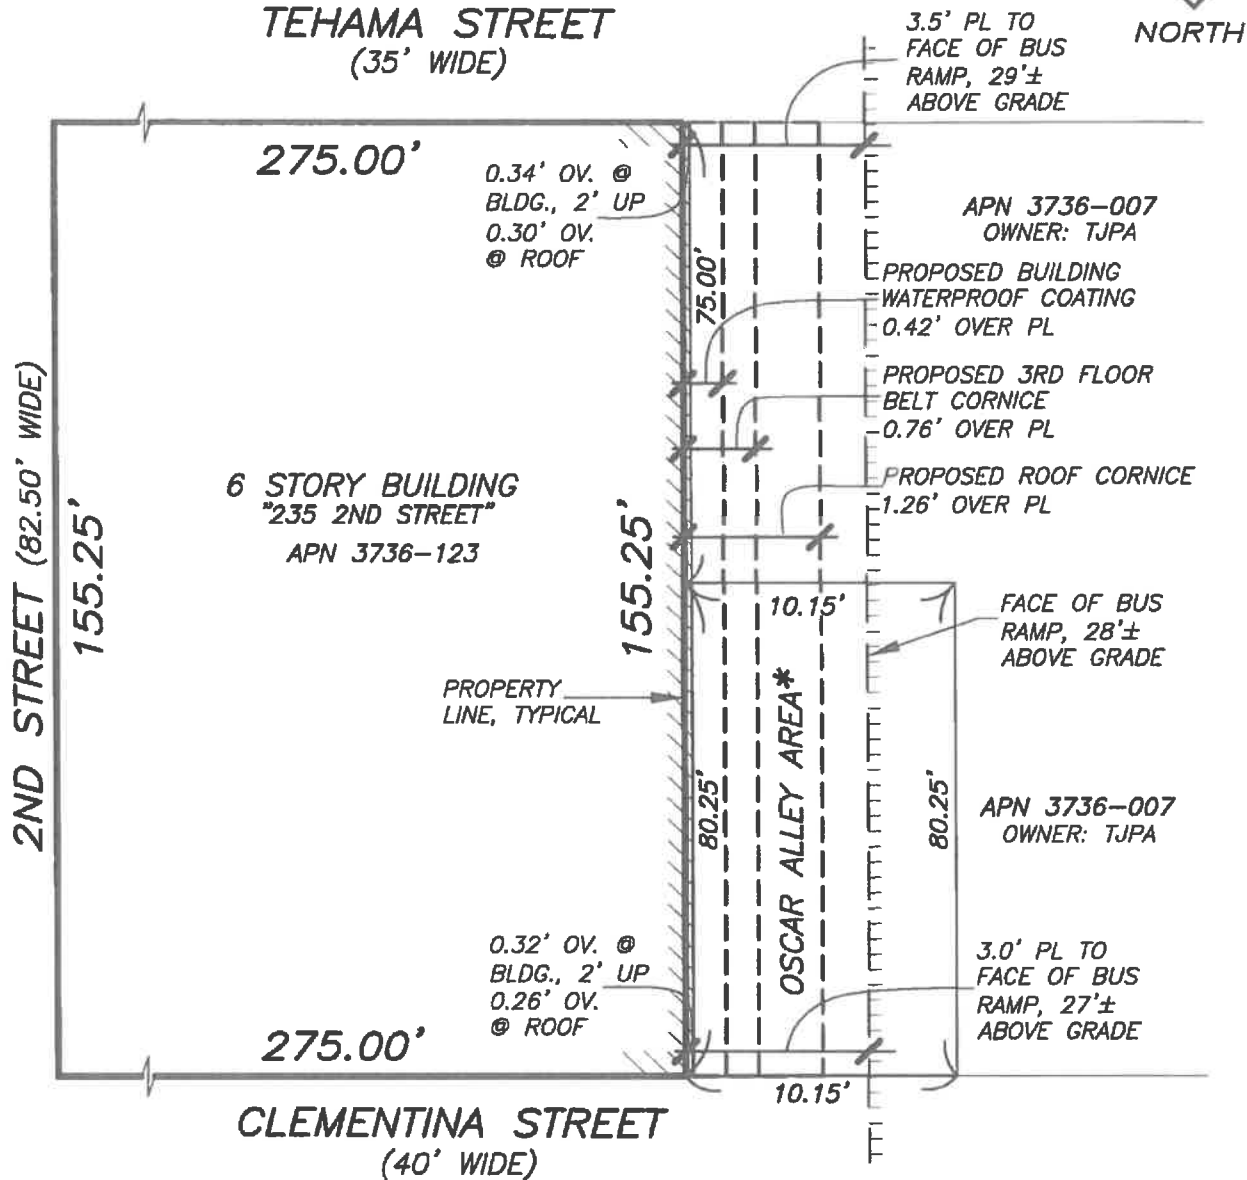 TEHAMA STREET
(35' WIDE)
3.5' PL TO
FACE OF BUS
RAMP, 29'±
ABOVE GRADE
NORTH
275.00'
0.34' OV. @
BLDG., 2' UP
0.30' OV.
@ ROOF
75.00'
APN 3736-007
OWNER: TJPA
PROPOSED BUILDING
WATERPROOF COATING
0.42' OVER PL
PROPOSED 3RD FLOOR
BELT CORNICE
0.76' OVER PL
PROPOSED ROOF CORNICE
1.26' OVER PL
2ND STREET (82.50' WIDE)
155.25'
6 STORY BUILDING
"235 2ND STREET"
APN 3736-123
155.25'
10.15'
FACE OF BUS
RAMP, 28'±
ABOVE GRADE
PROPERTY
LINE, TYPICAL
80.25'
OSCAR ALLEY AREA*
80.25'
APN 3736-007
OWNER: TJPA
0.32' OV. @
BLDG., 2' UP
0.26' OV.
@ ROOF
3.0' PL TO
FACE OF BUS
RAMP, 27'±
ABOVE GRADE
275.00'
10.15'
CLEMENTINA STREET
(40' WIDE)